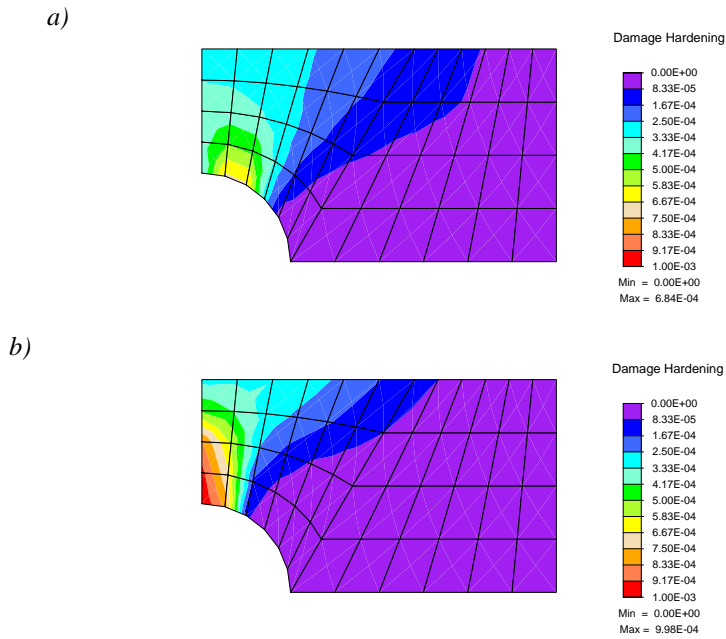 a)
Damage Hardening
0.00E+00
8.33E-05
1.67E-04
2.50E-04
3.33E-04
4.17E-04
5.00E-04
5.83E-04
6.67E-04
7.50E-04
8.33E-04
9.17E-04
1.00E-03
Min = 0.00E+00
Max = 6.84E-04
b)
Damage Hardening
0.00E+00
8.33E-05
1.67E-04
2.50E-04
3.33E-04
4.17E-04
5.00E-04
5.83E-04
6.67E-04
7.50E-04
8.33E-04
9.17E-04
1.00E-03
Min = 0.00E+00
Max = 9.98E-04